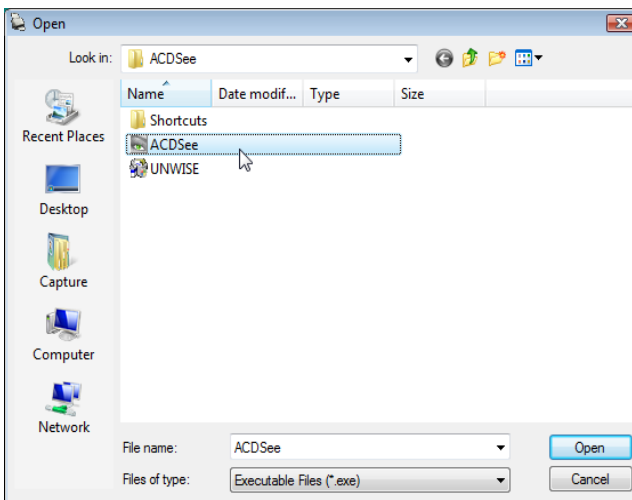 Open
Look in: ACDSee
Name Date modif... Type Size
Shortcuts
ACDSee
UNWISE
Recent Places
Desktop
Capture
Computer
Network
File name: ACDSee Open
Files of type: Executable Files (*.exe) Cancel